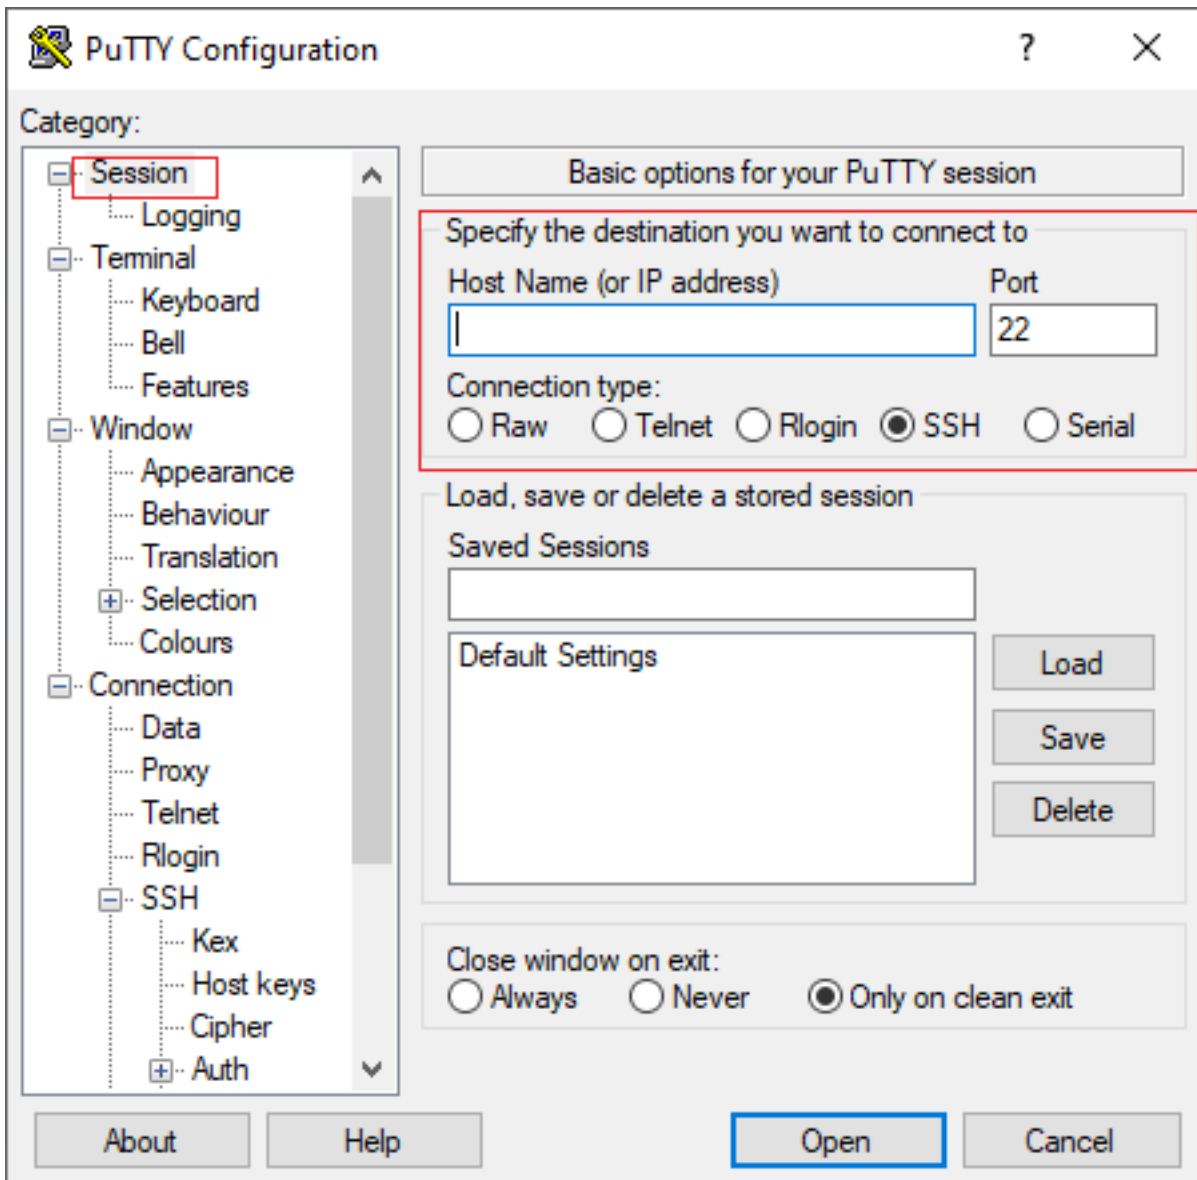 PuTTY Configuration
Category:
Session
Logging
Terminal
Keyboard
Bell
Features
Window
Appearance
Behaviour
Translation
Selection
Colours
Connection
Data
Proxy
Telnet
Rlogin
SSH
Kex
Host keys
Cipher
Auth
Basic options for your PuTTY session
Specify the destination you want to connect to
Host Name (or IP address) Port
22
Connection type:
Raw Telnet Rlogin SSH Serial
Load, save or delete a stored session
Saved Sessions
Default Settings
Load
Save
Delete
Close window on exit:
Always Never Only on clean exit
About Help Open Cancel